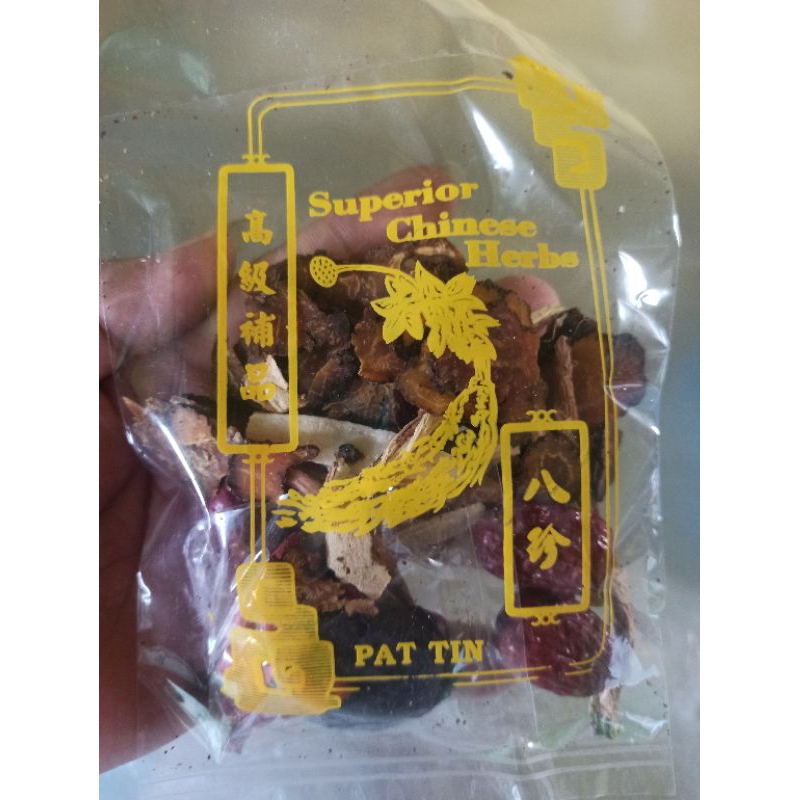 高級補品
Superior
Chinese
Herbs
八珍
PAT TIN